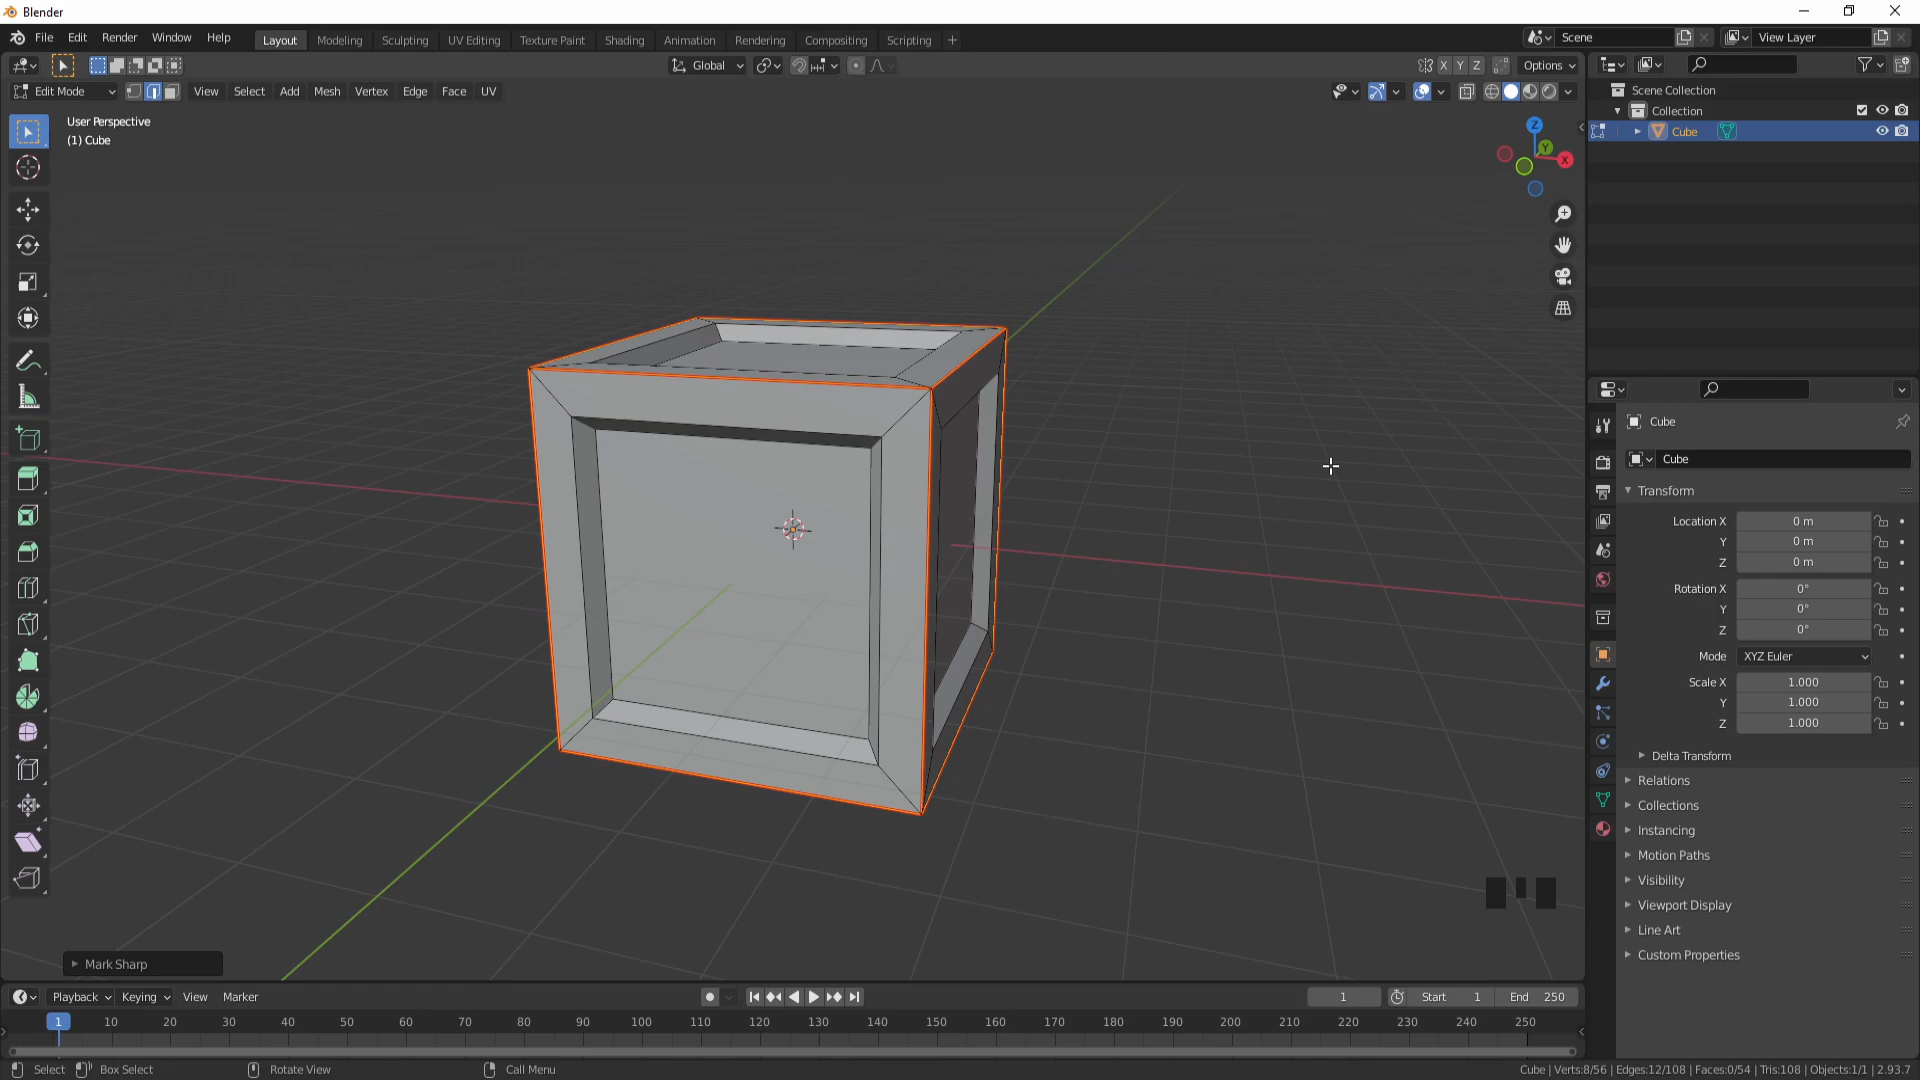 Blender
File Edit Render Window Help Layout Modeling Sculpting UV Editing Texture Paint Shading Animation Rendering Compositing Scripting + Scene View Layer
Global X Y Z Options
Edit Mode View Select Add Mesh Vertex Edge Face UV
Scene Collection
Collection
Cube
User Perspective
(1) Cube
Z
Y
X
Cube
Cube
Transform
Location X 0 m
Y 0 m
Z 0 m
Rotation X 0°
Y 0°
Z 0°
Mode XYZ Euler
Scale X 1.000
Y 1.000
Z 1.000
Delta Transform
Relations
Collections
Instancing
Motion Paths
Visibility
Viewport Display
Line Art
Custom Properties
Mark Sharp
Playback Keying View Marker 1 Start 1 End 250
1 10 20 30 40 50 60 70 80 90 100 110 120 130 140 150 160 170 180 190 200 210 220 230 240 250
Select Box Select Rotate View Call Menu Cube | Verts:8/56 | Edges:12/108 | Faces:0/54 | Tris:108 | Objects:1/1 | 2.93.7